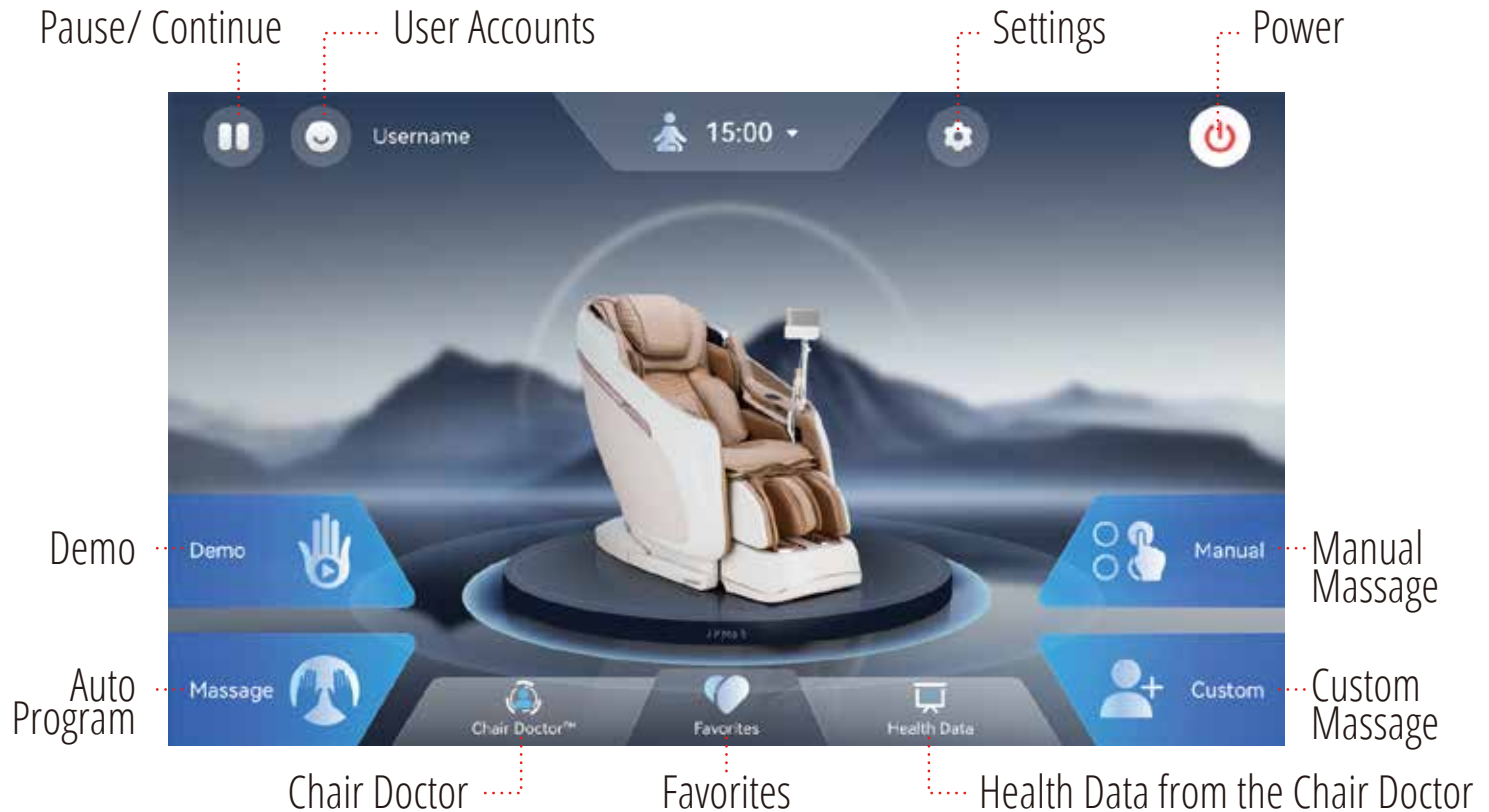 Pause/ Continue
User Accounts
Settings
Power
Username
15:00
Demo
Demo
Manual
Manual
Massage
Auto
Program
Massage
Custom
Custom
Massage
Chair Doctor™
Favorites
Health Data
Chair Doctor
Favorites
Health Data from the Chair Doctor